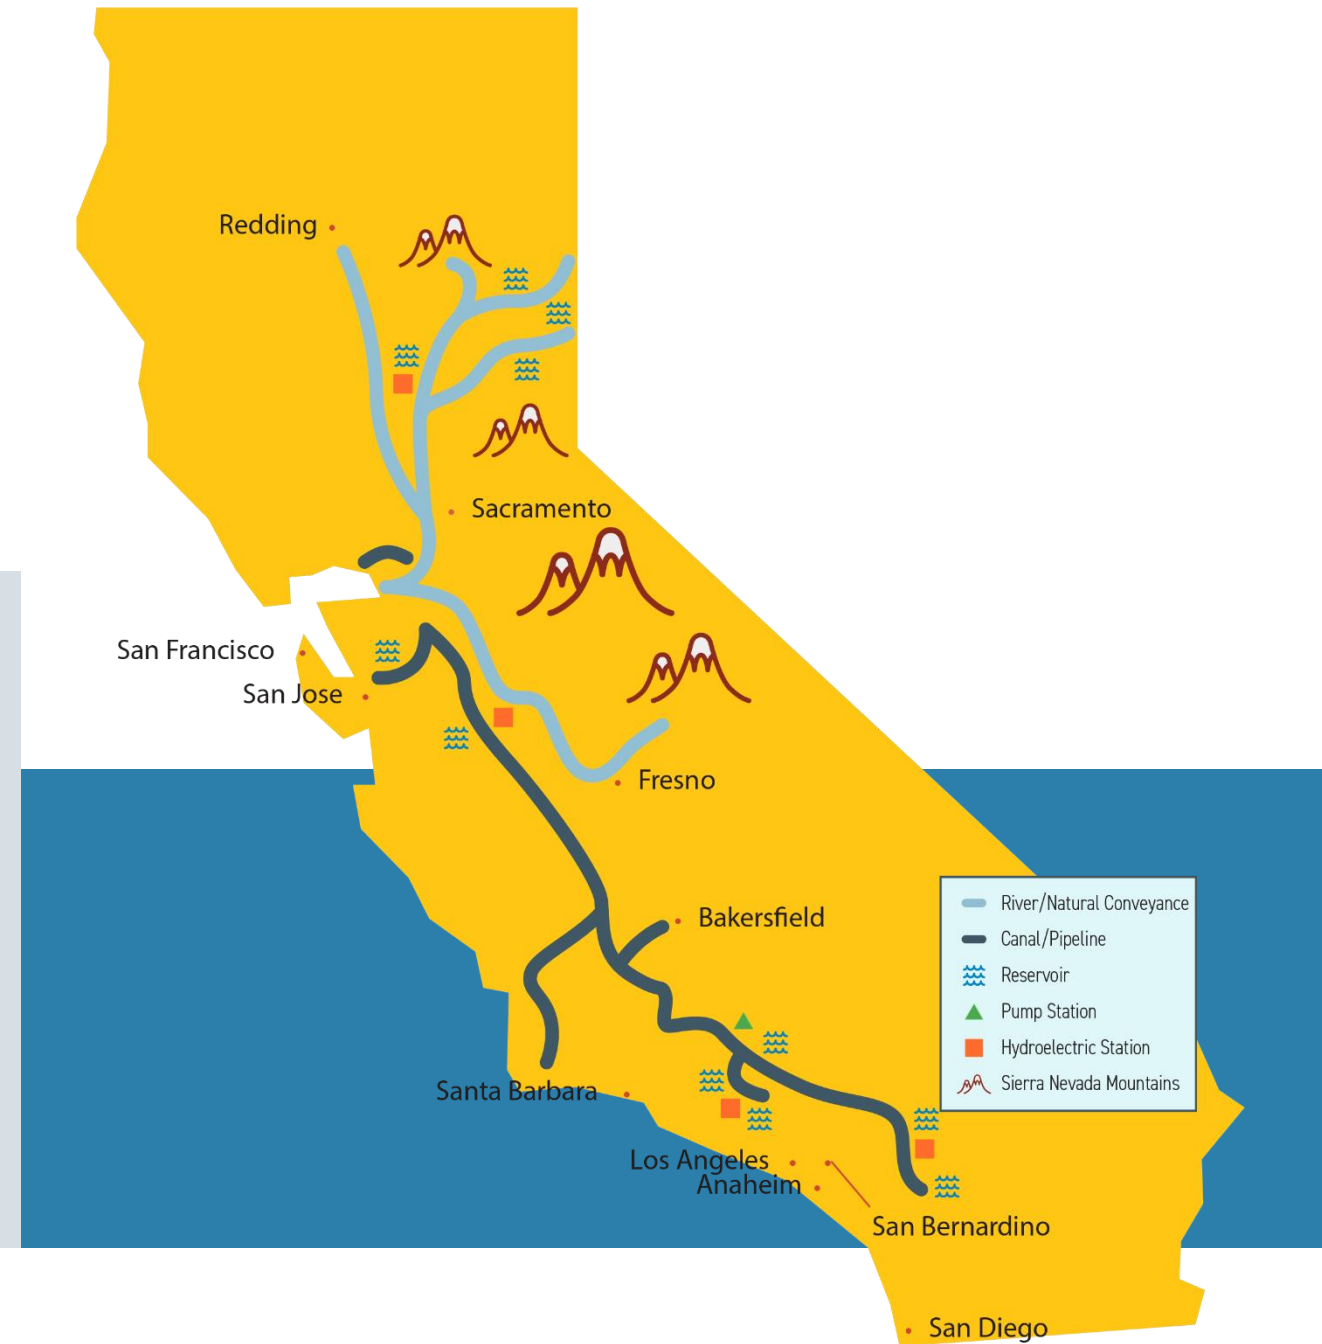 Redding
Sacramento
San Francisco
San Jose
Fresno
Bakersfield
River/Natural Conveyance
Canal/Pipeline
Reservoir
Pump Station
Hydroelectric Station
Sierra Nevada Mountains
Santa Barbara
Los Angeles
Anaheim
San Bernardino
San Diego